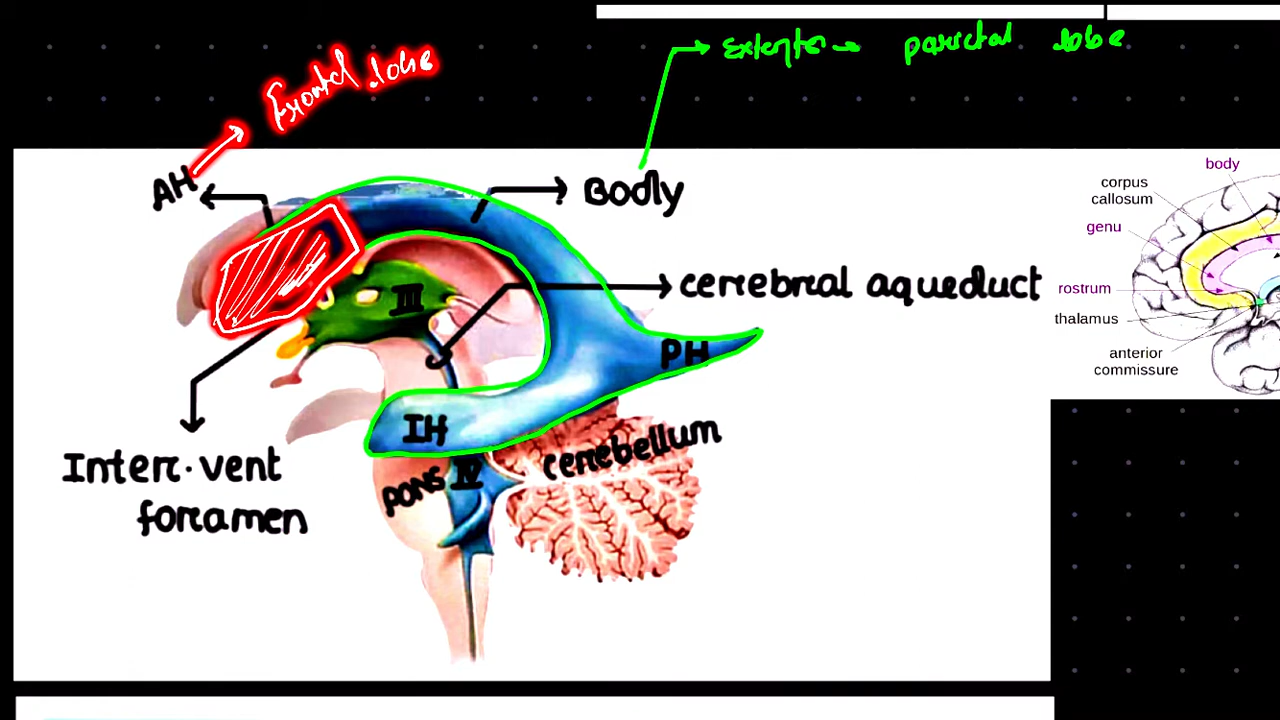 Frontal lobe
parietal lobe
AH
Body
cerebral aqueduct
III
PH
IH
Inter.vent
foramen
PONS IV
cerebellum
body
corpus
callosum
genu
rostrum
thalamus
anterior
commissure